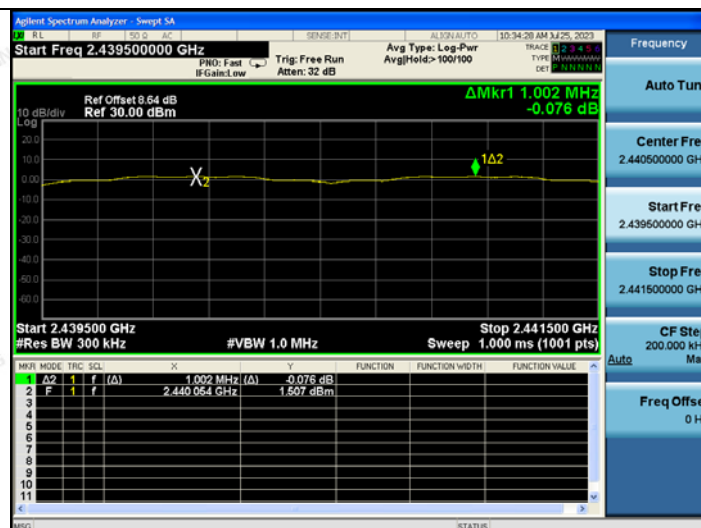 Agilent Spectrum Analyzer - Swept SA
RL RF 50 Ω AC SENSE:INT ALIGN AUTO 10:34:28 AM Jul 25, 2023
Start Freq 2.439500000 GHz
PNO: Fast
IFGain:Low
Trig: Free Run
Atten: 32 dB
Avg Type: Log-Pwr
Avg|Hold:>100/100
TRACE 1 2 3 4 5 6
TYPE M
DET P N N N N N
Frequency
Auto Tun
ΔMkr1 1.002 MHz
-0.076 dB
Ref Offset 8.64 dB
10 dB/div Ref 30.00 dBm
Log
20.0
10.0
0.00
-10.0
-20.0
-30.0
-40.0
-50.0
-60.0
1Δ2
X2
Center Fre
2.440500000 GH
Start Fre
2.439500000 GH
Stop Fre
2.441500000 GH
CF Ste
200.000 kH
Auto Ma
Freq Offse
0 H
Start 2.439500 GHz Stop 2.441500 GHz
#Res BW 300 kHz #VBW 1.0 MHz Sweep 1.000 ms (1001 pts)
MKR MODE TRC SCL X Y FUNCTION FUNCTION WIDTH FUNCTION VALUE
1 Δ2 1 f (Δ) 1.002 MHz (Δ) -0.076 dB
2 F 1 f 2.440 054 GHz 1.507 dBm
3
4
5
6
7
8
9
10
11
MSG STATUS